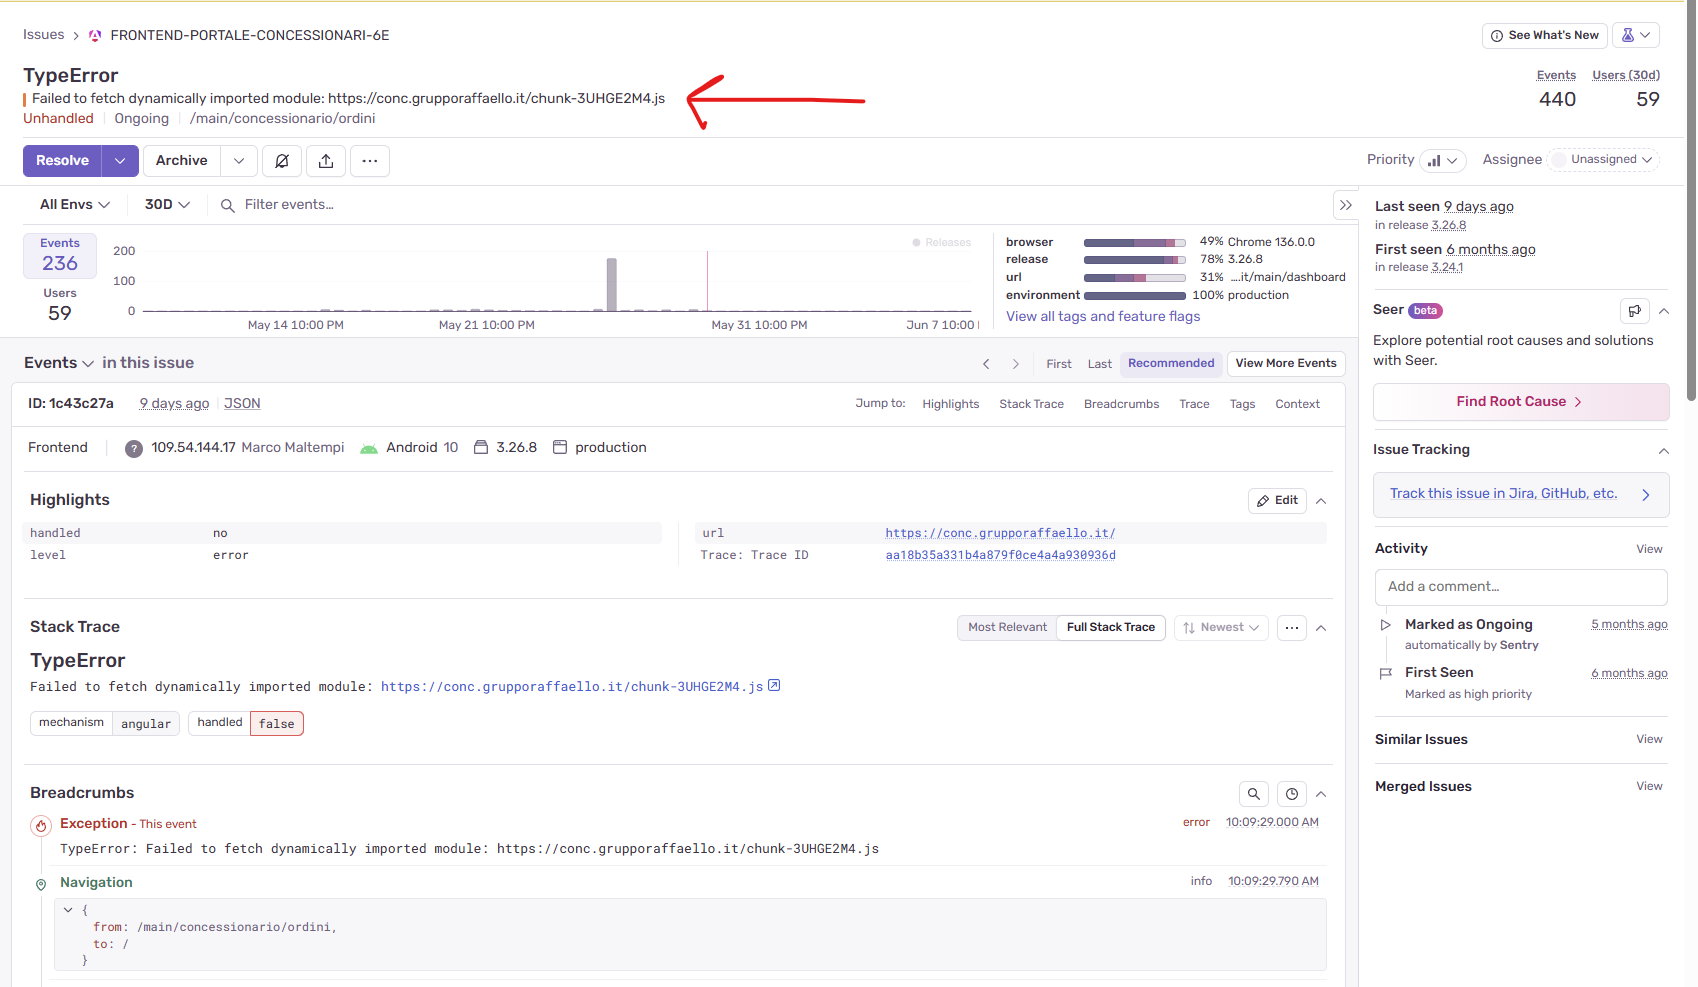 Issues > FRONTEND-PORTALE-CONCESSIONARI-6E
See What's New
TypeError
Failed to fetch dynamically imported module: https://conc.grupporaffaello.it/chunk-3UHGE2M4.js
Unhandled Ongoing /main/concessionario/ordini
Events Users (30d)
440 59
Resolve Archive
Priority Assignee Unassigned
All Envs 30D Filter events…
Events
236
Users
59
200
100
0
Releases
May 14 10:00 PM May 21 10:00 PM May 31 10:00 PM Jun 7 10:00
browser 49% Chrome 136.0.0
release 78% 3.26.8
url 31% ....it/main/dashboard
environment 100% production
View all tags and feature flags
Last seen 9 days ago
in release 3.26.8
First seen 6 months ago
in release 3.24.1
Seer beta
Explore potential root causes and solutions
with Seer.
Find Root Cause
Issue Tracking
Track this issue in Jira, GitHub, etc.
Activity View
Add a comment…
Marked as Ongoing 5 months ago
automatically by Sentry
First Seen 6 months ago
Marked as high priority
Similar Issues View
Merged Issues View
Events in this issue
First Last Recommended View More Events
ID: 1c43c27a 9 days ago JSON
Jump to: Highlights Stack Trace Breadcrumbs Trace Tags Context
Frontend ? 109.54.144.17 Marco Maltempi Android 10 3.26.8 production
Highlights
Edit
handled no
level error
url https://conc.grupporaffaello.it/
Trace: Trace ID aa18b35a331b4a879f0ce4a4a930936d
Stack Trace
Most Relevant Full Stack Trace Newest
TypeError
Failed to fetch dynamically imported module: https://conc.grupporaffaello.it/chunk-3UHGE2M4.js
mechanism angular handled false
Breadcrumbs
Exception - This event error 10:09:29.000 AM
TypeError: Failed to fetch dynamically imported module: https://conc.grupporaffaello.it/chunk-3UHGE2M4.js
Navigation info 10:09:29.790 AM
{
from: /main/concessionario/ordini,
to: /
}